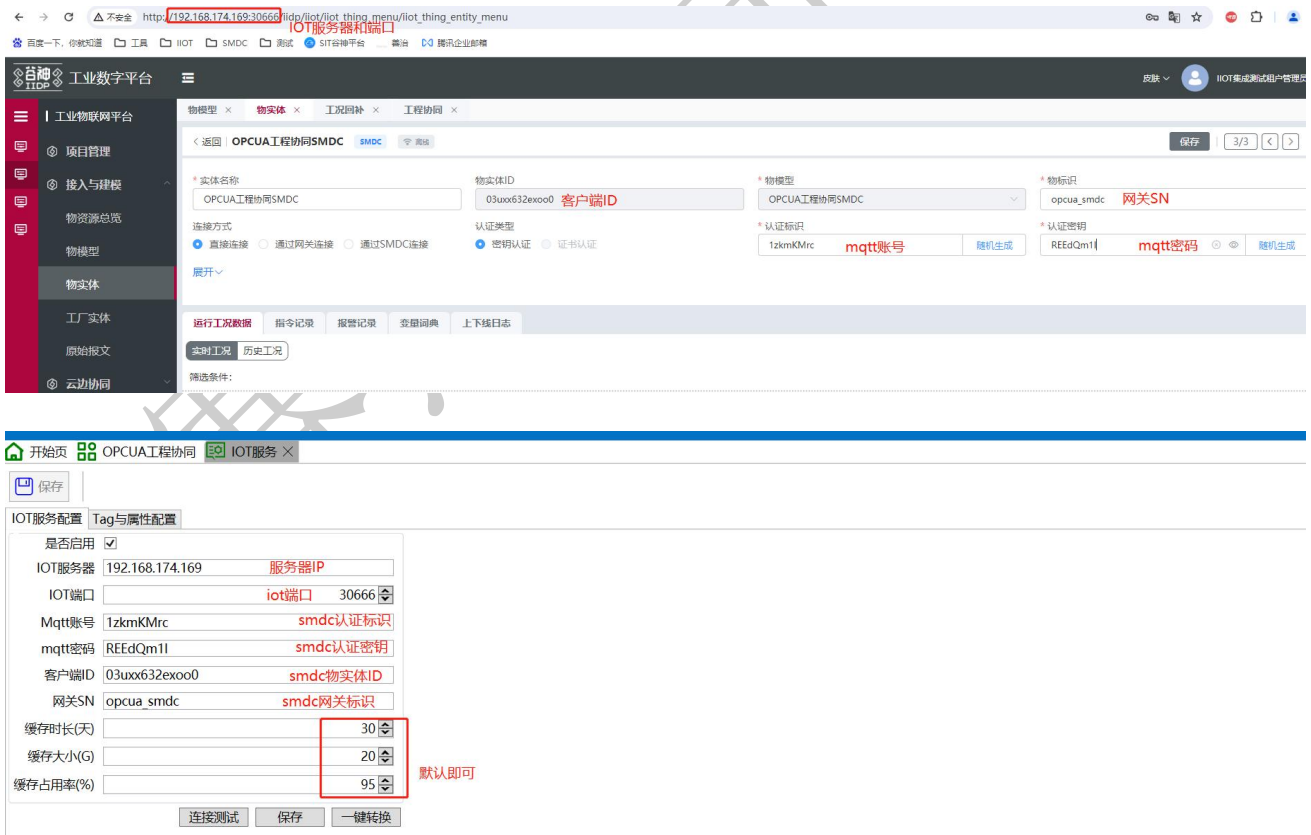 不安全 http://192.168.174.169:30666/iidp/iiot/iiot_thing_menu/iiot_thing_entity_menu
IOT服务器和端口
百度一下,你就知道 工具 IIOT SMDC 测试 SIT谷神平台 善治 腾讯企业邮箱
谷神 IIDP 工业数字平台 皮肤 IIOT集成测试租户管理员
工业物联网平台 物模型 × 物实体 × 工况回补 × 工程协同 ×
项目管理 < 返回 OPCUA工程协同SMDC SMDC 离线 保存 3/3 < >
接入与建模 * 实体名称 物实体ID * 物模型 * 物标识
OPCUA工程协同SMDC 03uxx632exoo0 客户端ID OPCUA工程协同SMDC opcua_smdc 网关SN
物资源总览 连接方式 认证类型 * 认证标识 * 认证密钥
物模型 直接连接 通过网关连接 通过SMDC连接 密钥认证 证书认证 1zkmKMrc mqtt账号 随机生成 REEdQm1l mqtt密码 随机生成
展开
物实体
工厂实体 运行工况数据 指令记录 报警记录 变量词典 上下线日志
原始报文 实时工况 历史工况
云边协同 筛选条件:
开始页 OPCUA工程协同 IOT服务
保存
IOT服务配置 Tag与属性配置
是否启用
IOT服务器 192.168.174.169 服务器IP
IOT端口 iot端口 30666
Mqtt账号 1zkmKMrc smdc认证标识
mqtt密码 REEdQm1l smdc认证密钥
客户端ID 03uxx632exoo0 smdc物实体ID
网关SN opcua_smdc smdc网关标识
缓存时长(天) 30
缓存大小(G) 20
默认即可
缓存占用率(%) 95
连接测试 保存 一键转换